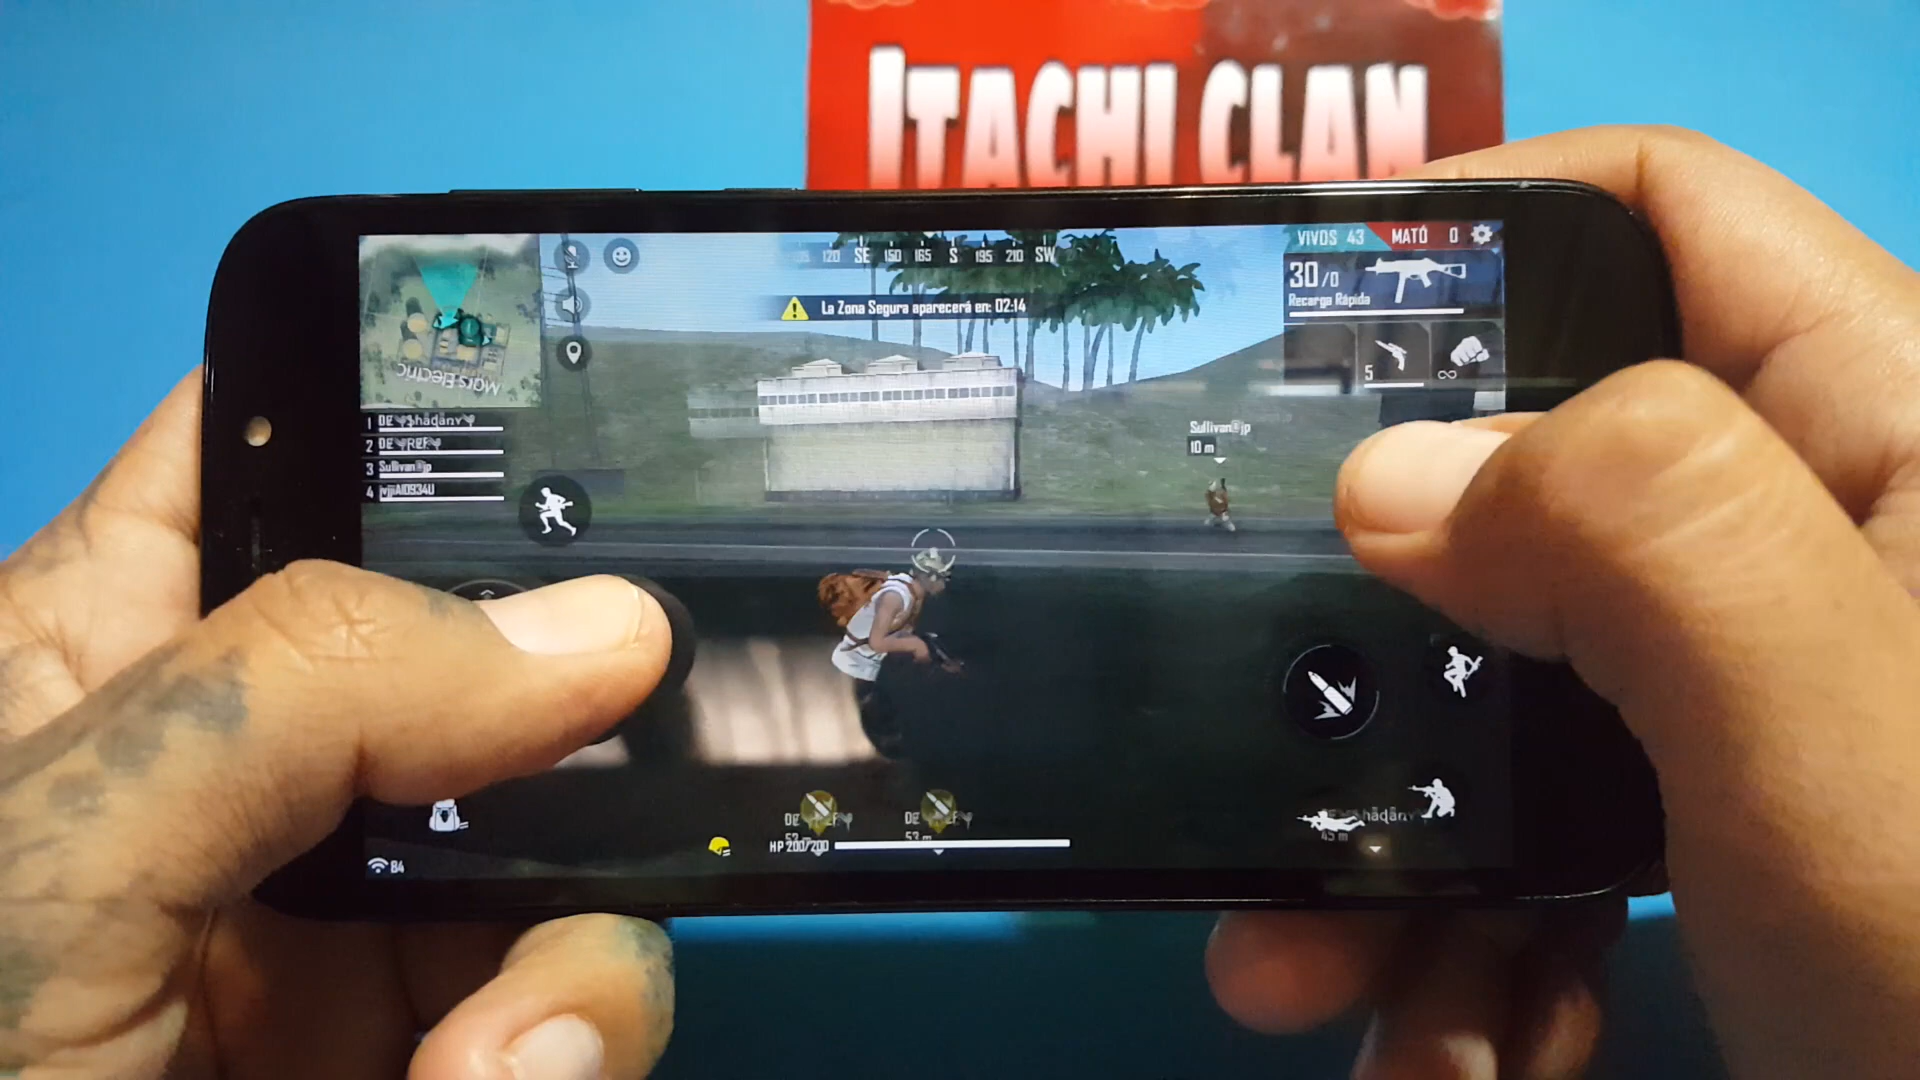 ITACHI CLAN
VIVOS 43 MATÓ 0
120 SE 150 165 S 195 210 SW
30/0
Recarga Rápida
La Zona Segura aparecerá en: 02:14
5
∞
Mars Electric
1
2
3 Sullivan
4
Sullivan
10 m
53 m
HP 200/200
45 m
84